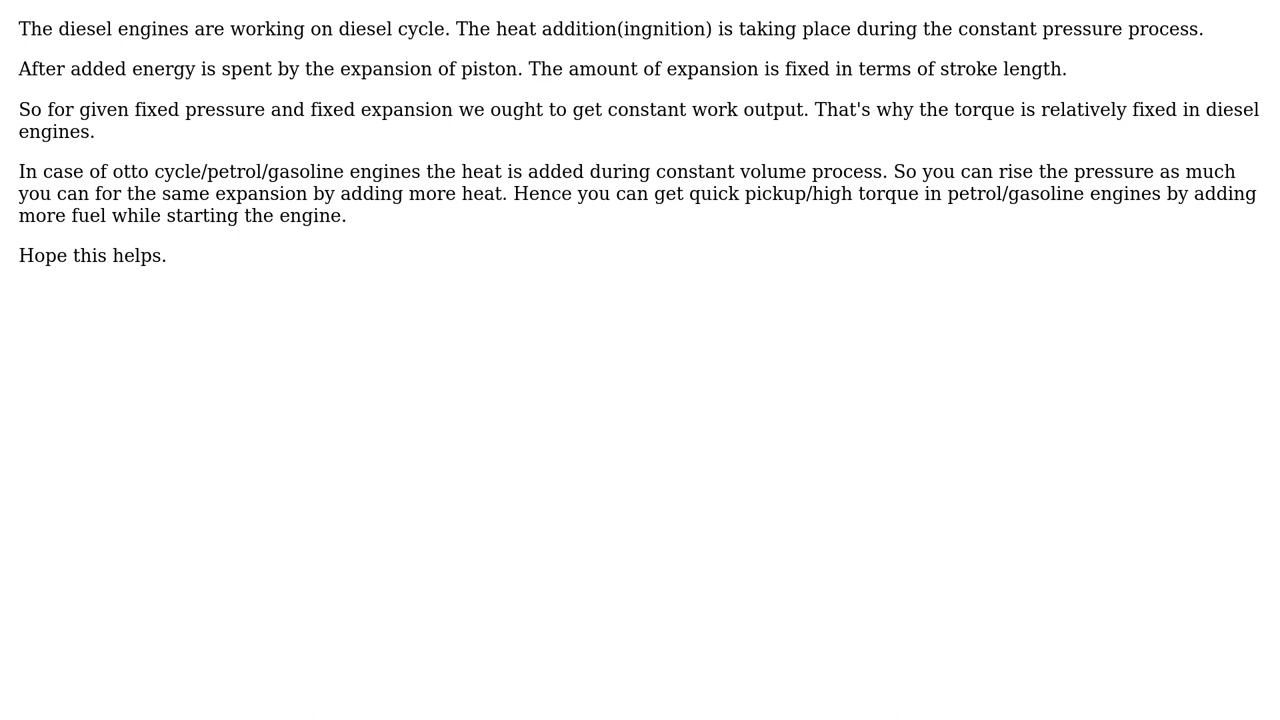 The diesel engines are working on diesel cycle. The heat addition(ingnition) is taking place during the constant pressure process.
After added energy is spent by the expansion of piston. The amount of expansion is fixed in terms of stroke length.
So for given fixed pressure and fixed expansion we ought to get constant work output. That's why the torque is relatively fixed in diesel
engines.
In case of otto cycle/petrol/gasoline engines the heat is added during constant volume process. So you can rise the pressure as much
you can for the same expansion by adding more heat. Hence you can get quick pickup/high torque in petrol/gasoline engines by adding
more fuel while starting the engine.
Hope this helps.